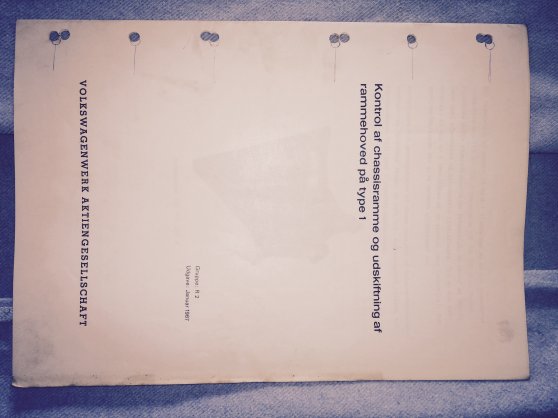 Kontrol af chassisramme og udskiftning af
rammehoved på type 1
Gruppe: R 2
Udgave: Januar 1967
VOLKSWAGENWERK AKTIENGESELLSCHAFT